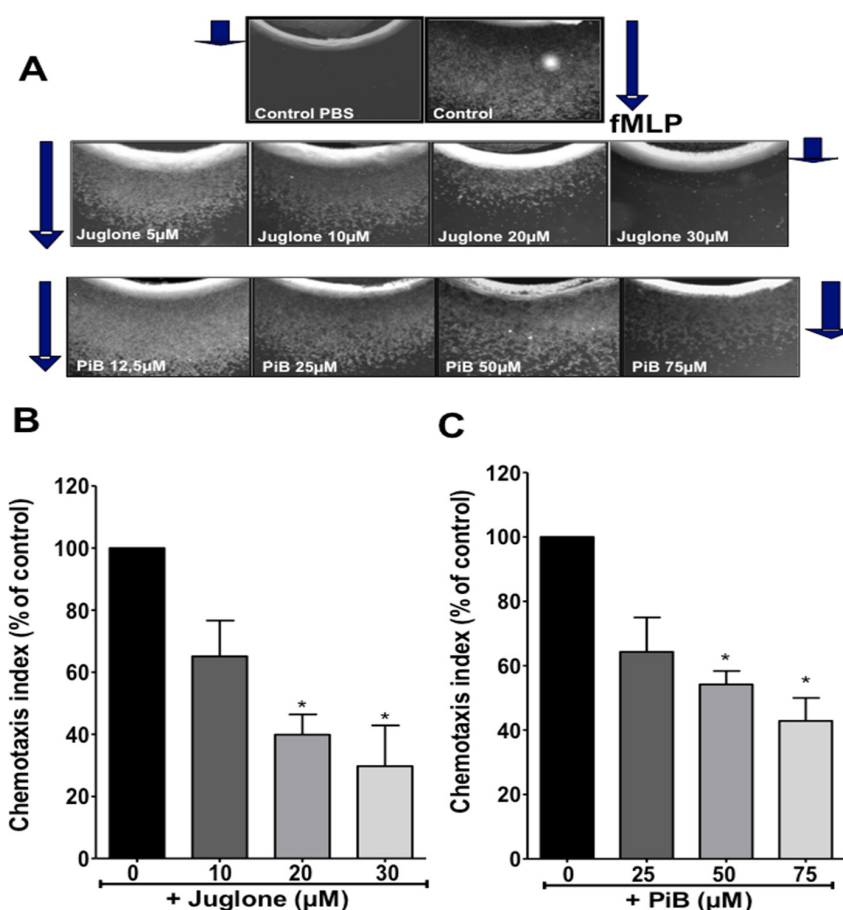 A
Control PBS
Control
fMLP
Juglone 5µM
Juglone 10µM
Juglone 20µM
Juglone 30µM
PiB 12,5µM
PiB 25µM
PiB 50µM
PiB 75µM
B
Chemotaxis index (% of control)
120
100
80
60
40
20
0
0 10 20 30
+ Juglone (µM)
* *
C
Chemotaxis index (% of control)
120
100
80
60
40
20
0
0 25 50 75
+ PiB (µM)
* *